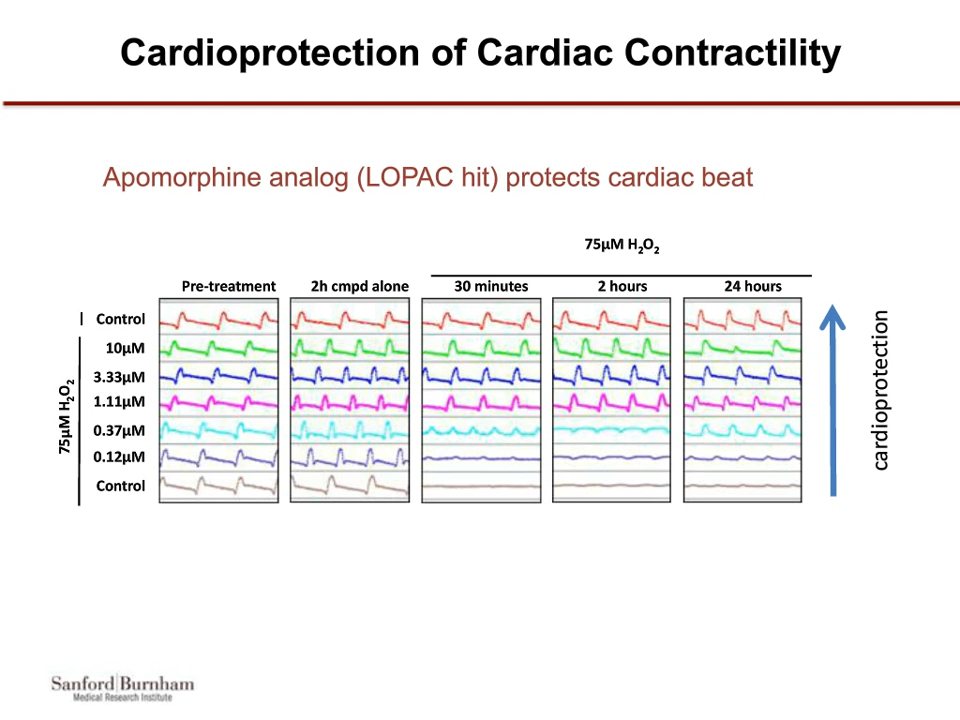 Cardioprotection of Cardiac Contractility
Apomorphine analog (LOPAC hit) protects cardiac beat
75µM H₂O₂
Pre-treatment 2h cmpd alone 30 minutes 2 hours 24 hours
Control
10µM
3.33µM
1.11µM
0.37µM
0.12µM
Control
75µM H₂O₂
cardioprotection
Sanford|Burnham
Medical Research Institute